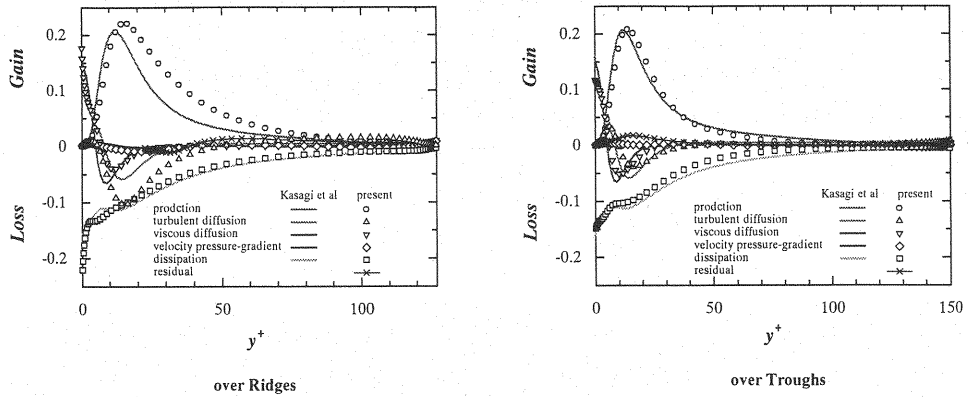 0.2
0.1
0
-0.1
-0.2
Gain
Loss
Kasagi et al present
prodction
turbulent diffusion
viscous diffusion
velocity pressure-gradient
dissipation
residual
0 50 100
y+
over Ridges
0.2
0.1
0
-0.1
-0.2
Gain
Loss
Kasagi et al present
prodction
turbulent diffusion
viscous diffusion
velocity pressure-gradient
dissipation
residual
0 50 100 150
y+
over Troughs